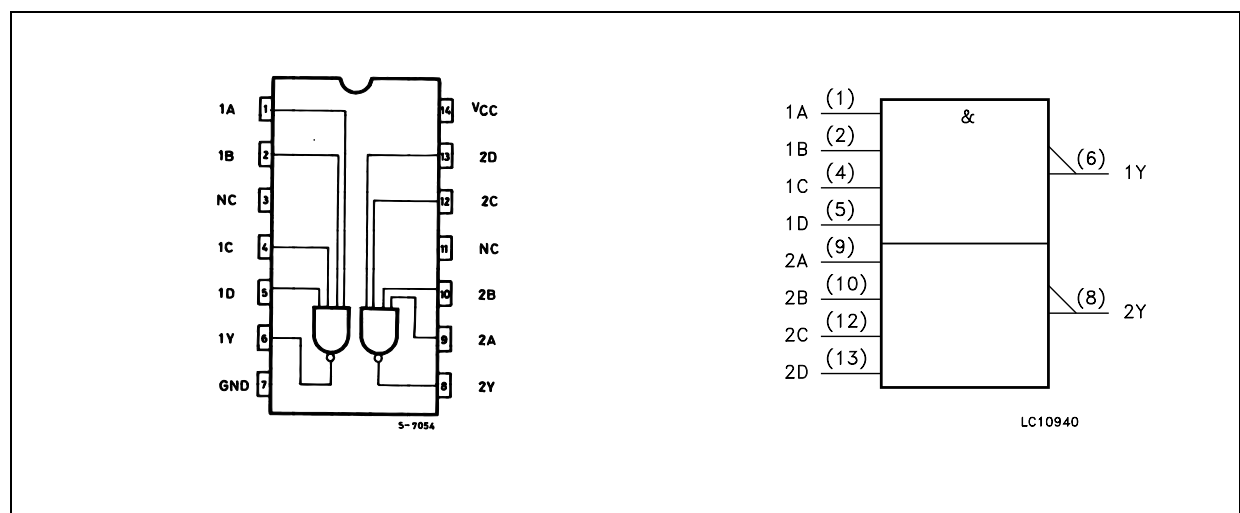 1A 1 14 VCC
1B 2 13 2D
NC 3 12 2C
1C 4 11 NC
1D 5 10 2B
1Y 6 9 2A
GND 7 8 2Y
S-7054
&
1A (1)
1B (2)
1C (4)
1D (5)
2A (9)
2B (10)
2C (12)
2D (13)
(6) 1Y
(8) 2Y
LC10940